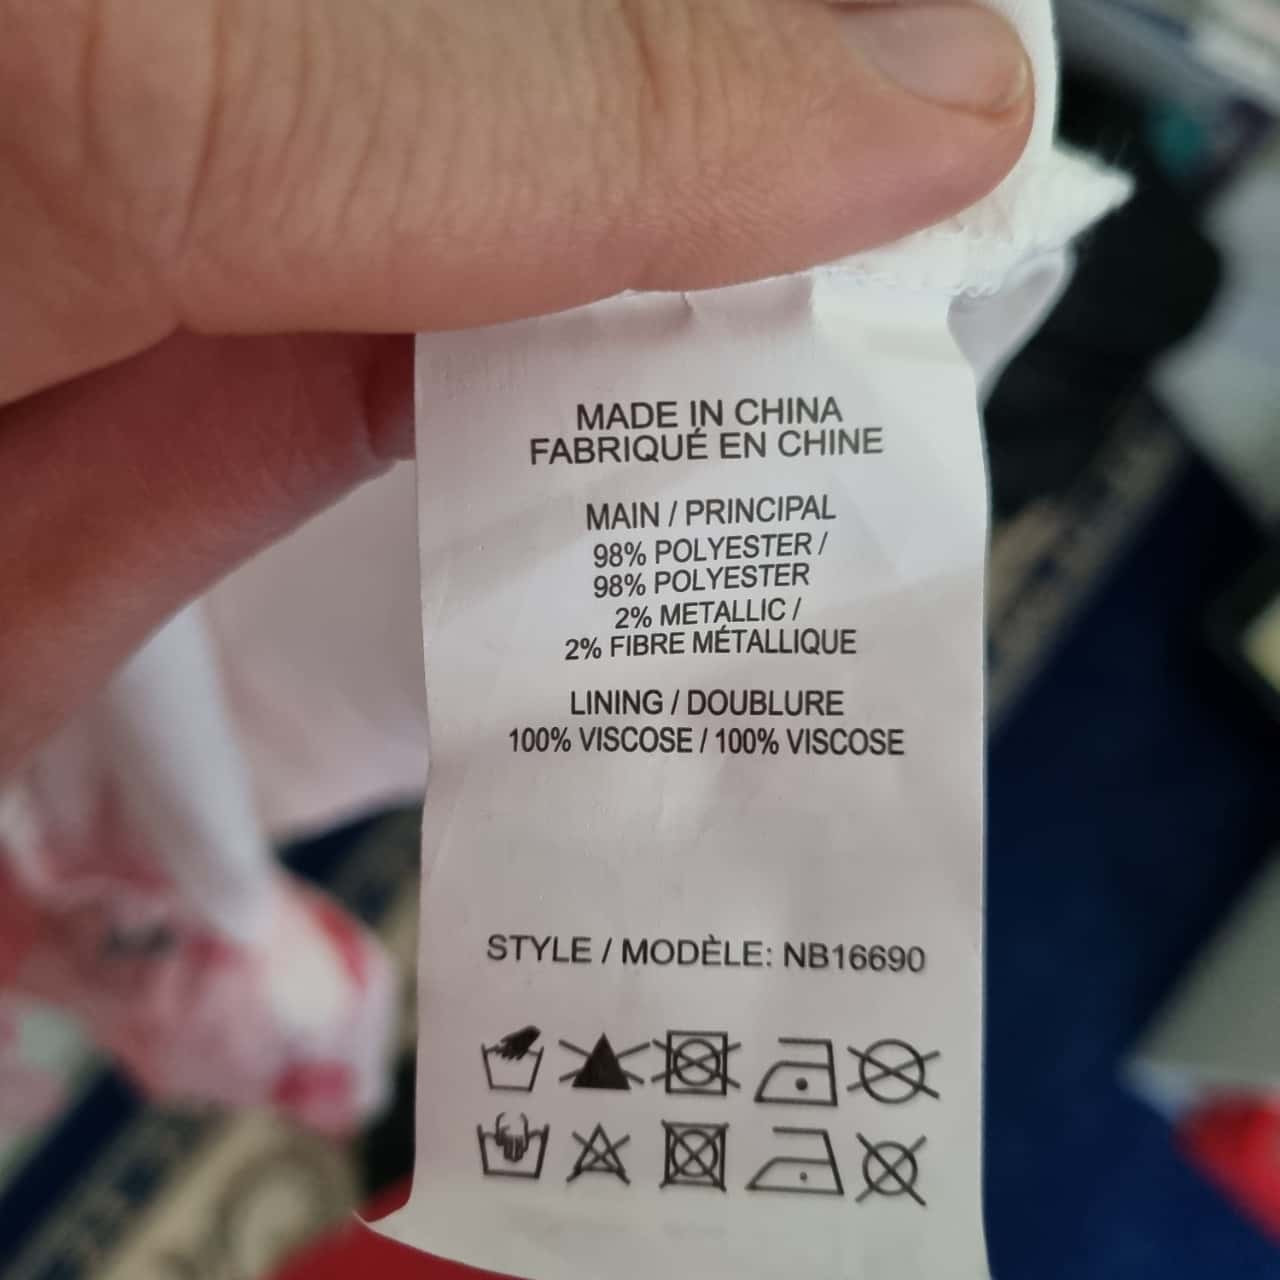 MADE IN CHINA
FABRIQUÉ EN CHINE
MAIN / PRINCIPAL
98% POLYESTER /
98% POLYESTER
2% METALLIC /
2% FIBRE MÉTALLIQUE
LINING / DOUBLURE
100% VISCOSE / 100% VISCOSE
STYLE / MODÈLE: NB16690